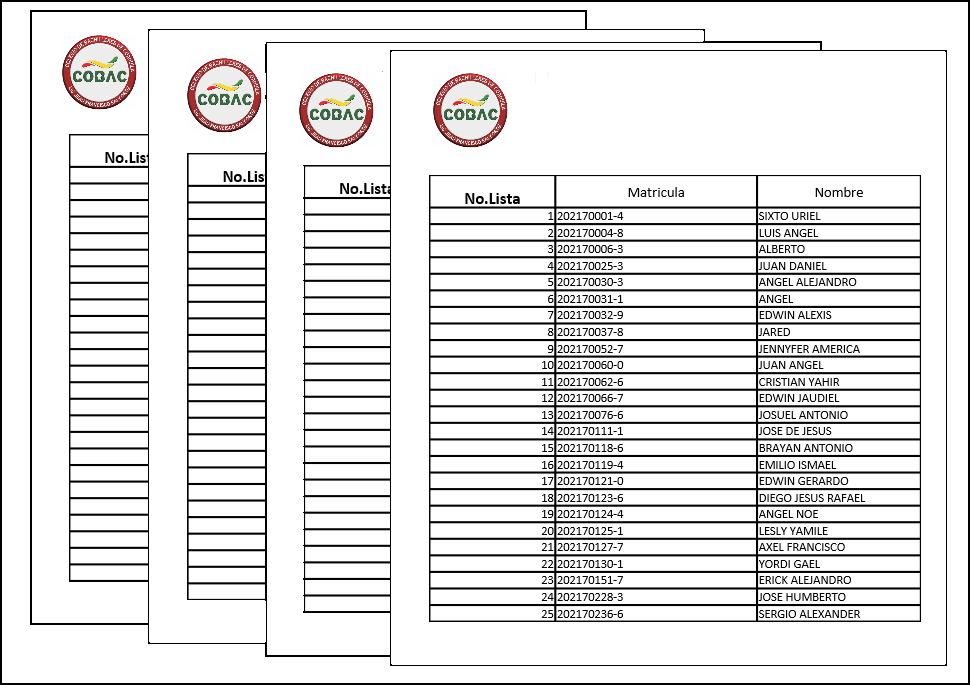 COBAC
No.List
COBAC
No.Lis
COBAC
No.Lista
COBAC
No.Lista Matricula Nombre
1 202170001-4 SIXTO URIEL
2 202170004-8 LUIS ANGEL
3 202170006-3 ALBERTO
4 202170025-3 JUAN DANIEL
5 202170030-3 ANGEL ALEJANDRO
6 202170031-1 ANGEL
7 202170032-9 EDWIN ALEXIS
8 202170037-8 JARED
9 202170052-7 JENNYFER AMERICA
10 202170060-0 JUAN ANGEL
11 202170062-6 CRISTIAN YAHIR
12 202170066-7 EDWIN JAUDIEL
13 202170076-6 JOSUEL ANTONIO
14 202170111-1 JOSE DE JESUS
15 202170118-6 BRAYAN ANTONIO
16 202170119-4 EMILIO ISMAEL
17 202170121-0 EDWIN GERARDO
18 202170123-6 DIEGO JESUS RAFAEL
19 202170124-4 ANGEL NOE
20 202170125-1 LESLY YAMILE
21 202170127-7 AXEL FRANCISCO
22 202170130-1 YORDI GAEL
23 202170151-7 ERICK ALEJANDRO
24 202170228-3 JOSE HUMBERTO
25 202170236-6 SERGIO ALEXANDER